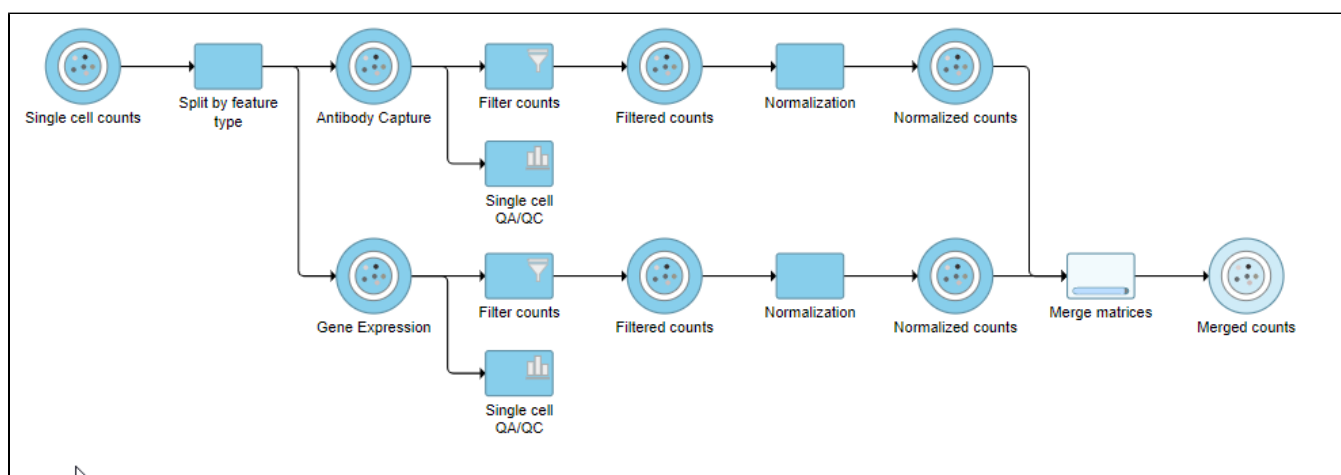 Single cell counts
Split by feature
type
Antibody Capture
Filter counts
Filtered counts
Normalization
Normalized counts
Single cell
QA/QC
Gene Expression
Filter counts
Filtered counts
Normalization
Normalized counts
Merge matrices
Merged counts
Single cell
QA/QC